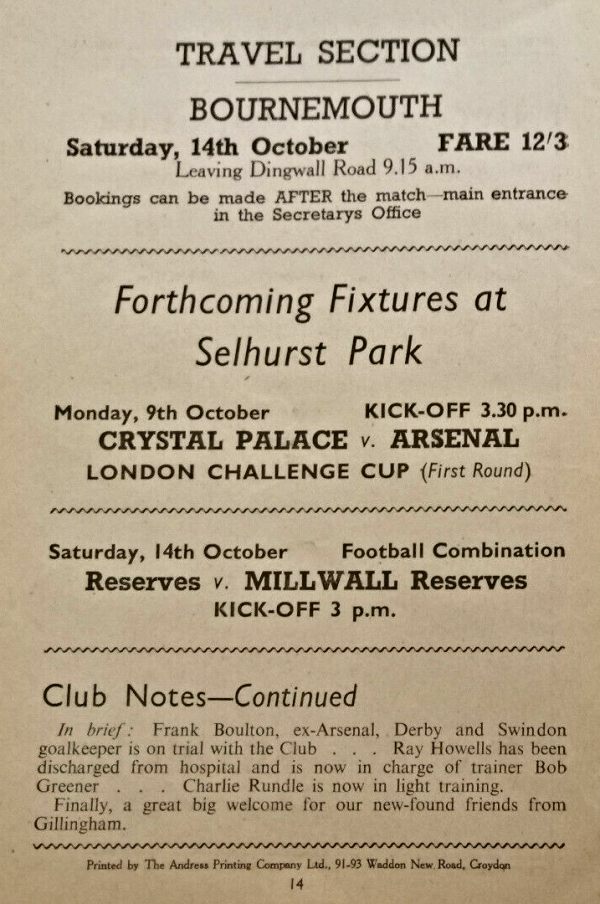 TRAVEL SECTION
BOURNEMOUTH
Saturday, 14th October FARE 12/3
Leaving Dingwall Road 9.15 a.m.
Bookings can be made AFTER the match—main entrance
in the Secretarys Office
Forthcoming Fixtures at
Selhurst Park
Monday, 9th October KICK-OFF 3.30 p.m.
CRYSTAL PALACE v. ARSENAL
LONDON CHALLENGE CUP (First Round)
Saturday, 14th October Football Combination
Reserves v. MILLWALL Reserves
KICK-OFF 3 p.m.
Club Notes—Continued
In brief: Frank Boulton, ex-Arsenal, Derby and Swindon
goalkeeper is on trial with the Club . . . Ray Howells has been
discharged from hospital and is now in charge of trainer Bob
Greener . . . Charlie Rundle is now in light training.
Finally, a great big welcome for our new-found friends from
Gillingham.
Printed by The Andress Printing Company Ltd., 91-93 Waddon New Road, Croydon
14